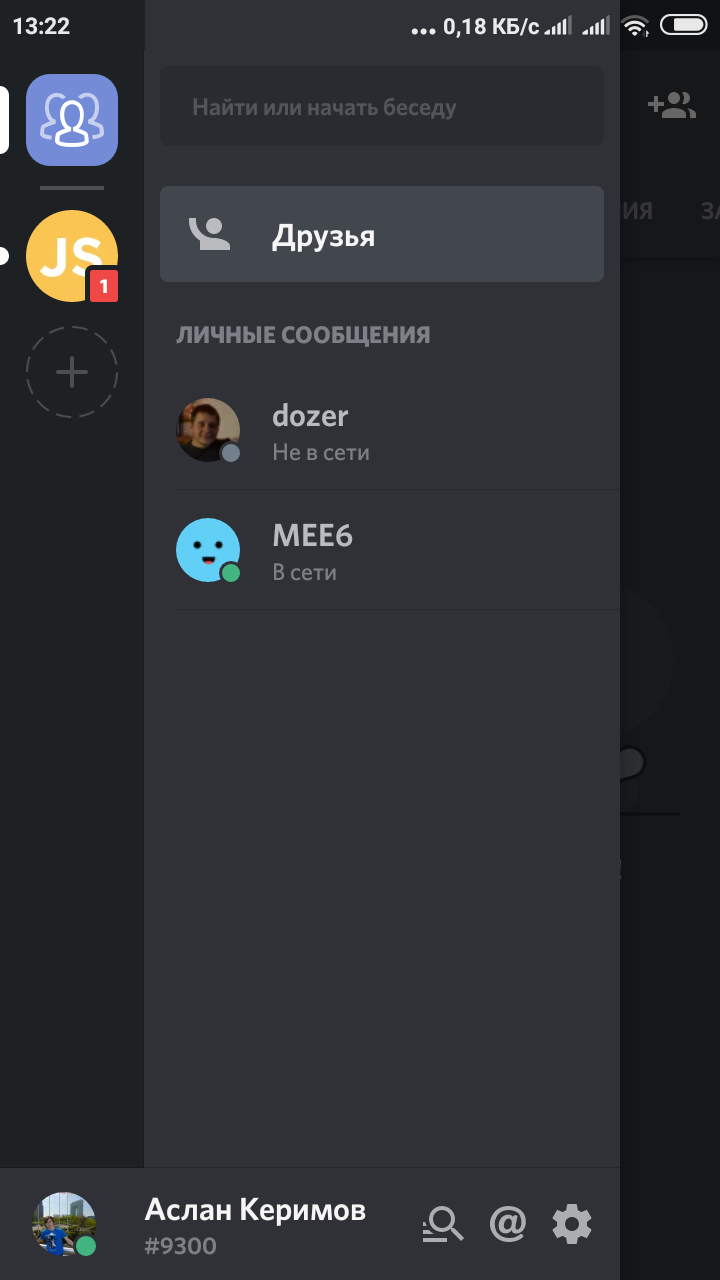 13:22
... 0,18 КБ/с
Найти или начать беседу
ИЯ
Друзья
JS
1
ЛИЧНЫЕ СООБЩЕНИЯ
dozer
Не в сети
MEE6
В сети
Аслан Керимов
#9300